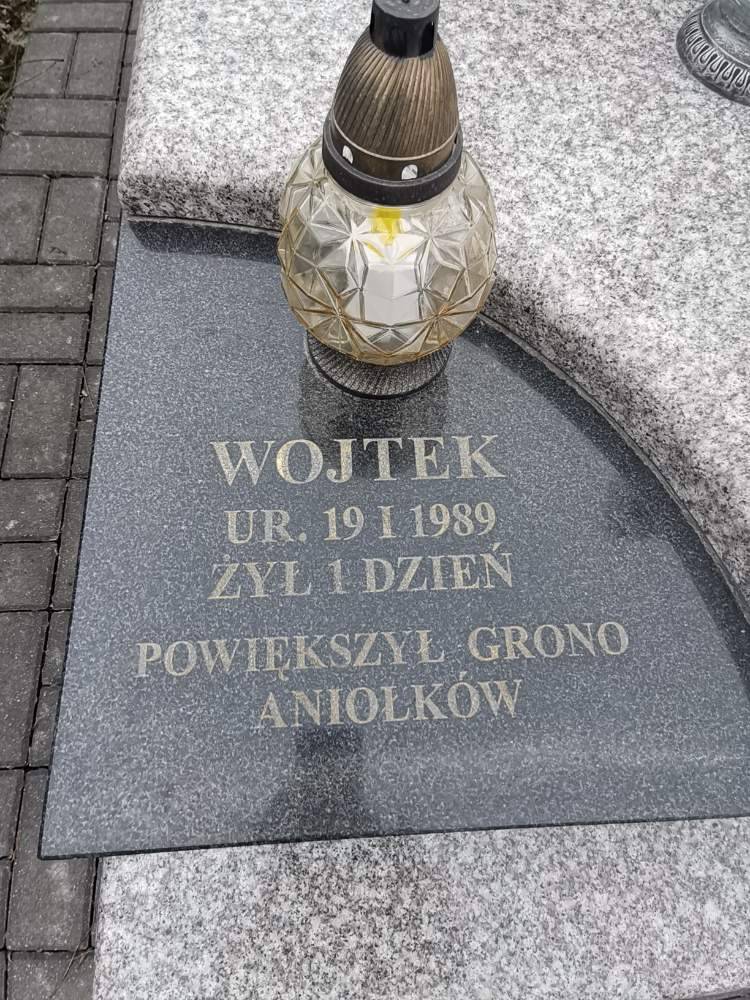 WOJTEK
UR. 19 I 1989
ŻYŁ 1 DZIEŃ
POWIĘKSZYŁ GRONO
ANIOŁKÓW